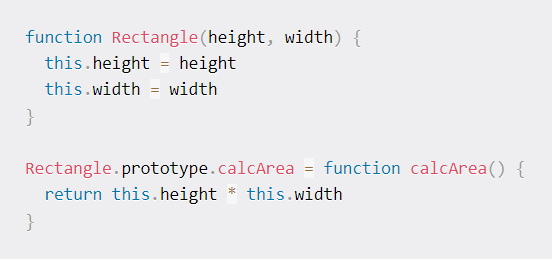 function Rectangle(height, width) {
  this.height = height
  this.width = width
}
Rectangle.prototype.calcArea = function calcArea() {
  return this.height * this.width
}